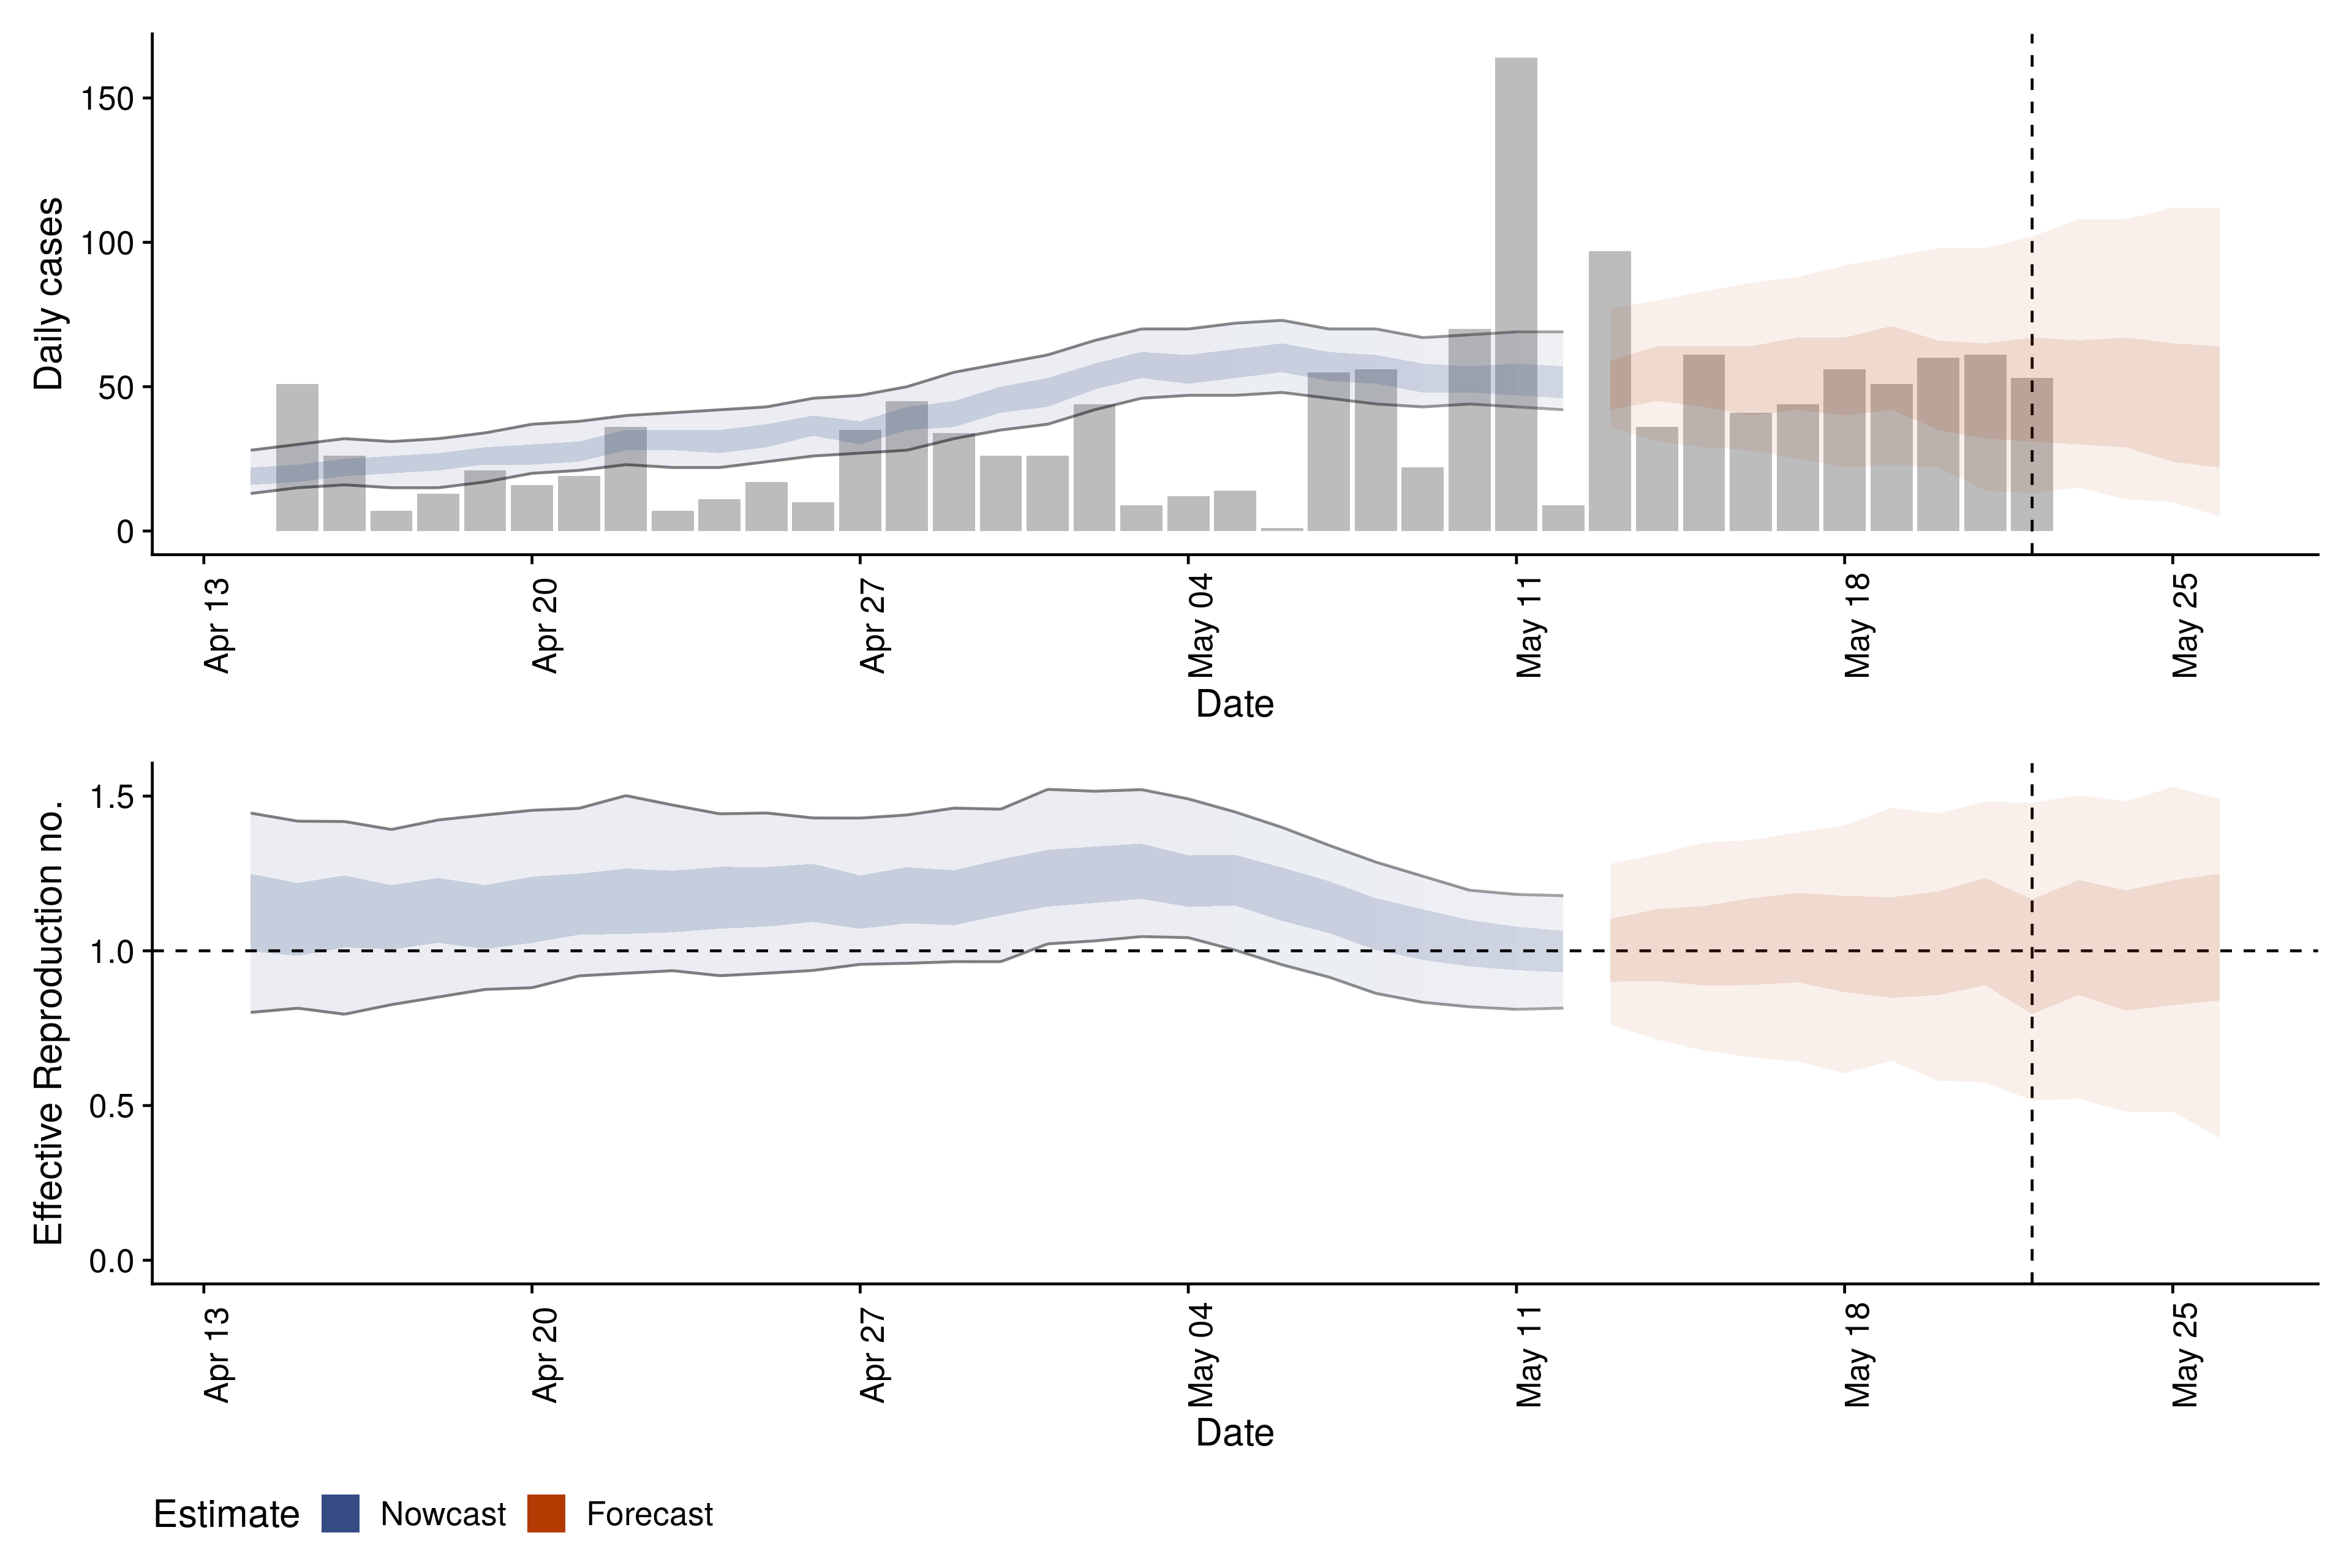 Daily cases
150
100
50
0
Apr 13
Apr 20
Apr 27
May 04
May 11
May 18
May 25
Date
Effective Reproduction no.
1.5
1.0
0.5
0.0
Apr 13
Apr 20
Apr 27
May 04
May 11
May 18
May 25
Date
Estimate Nowcast Forecast